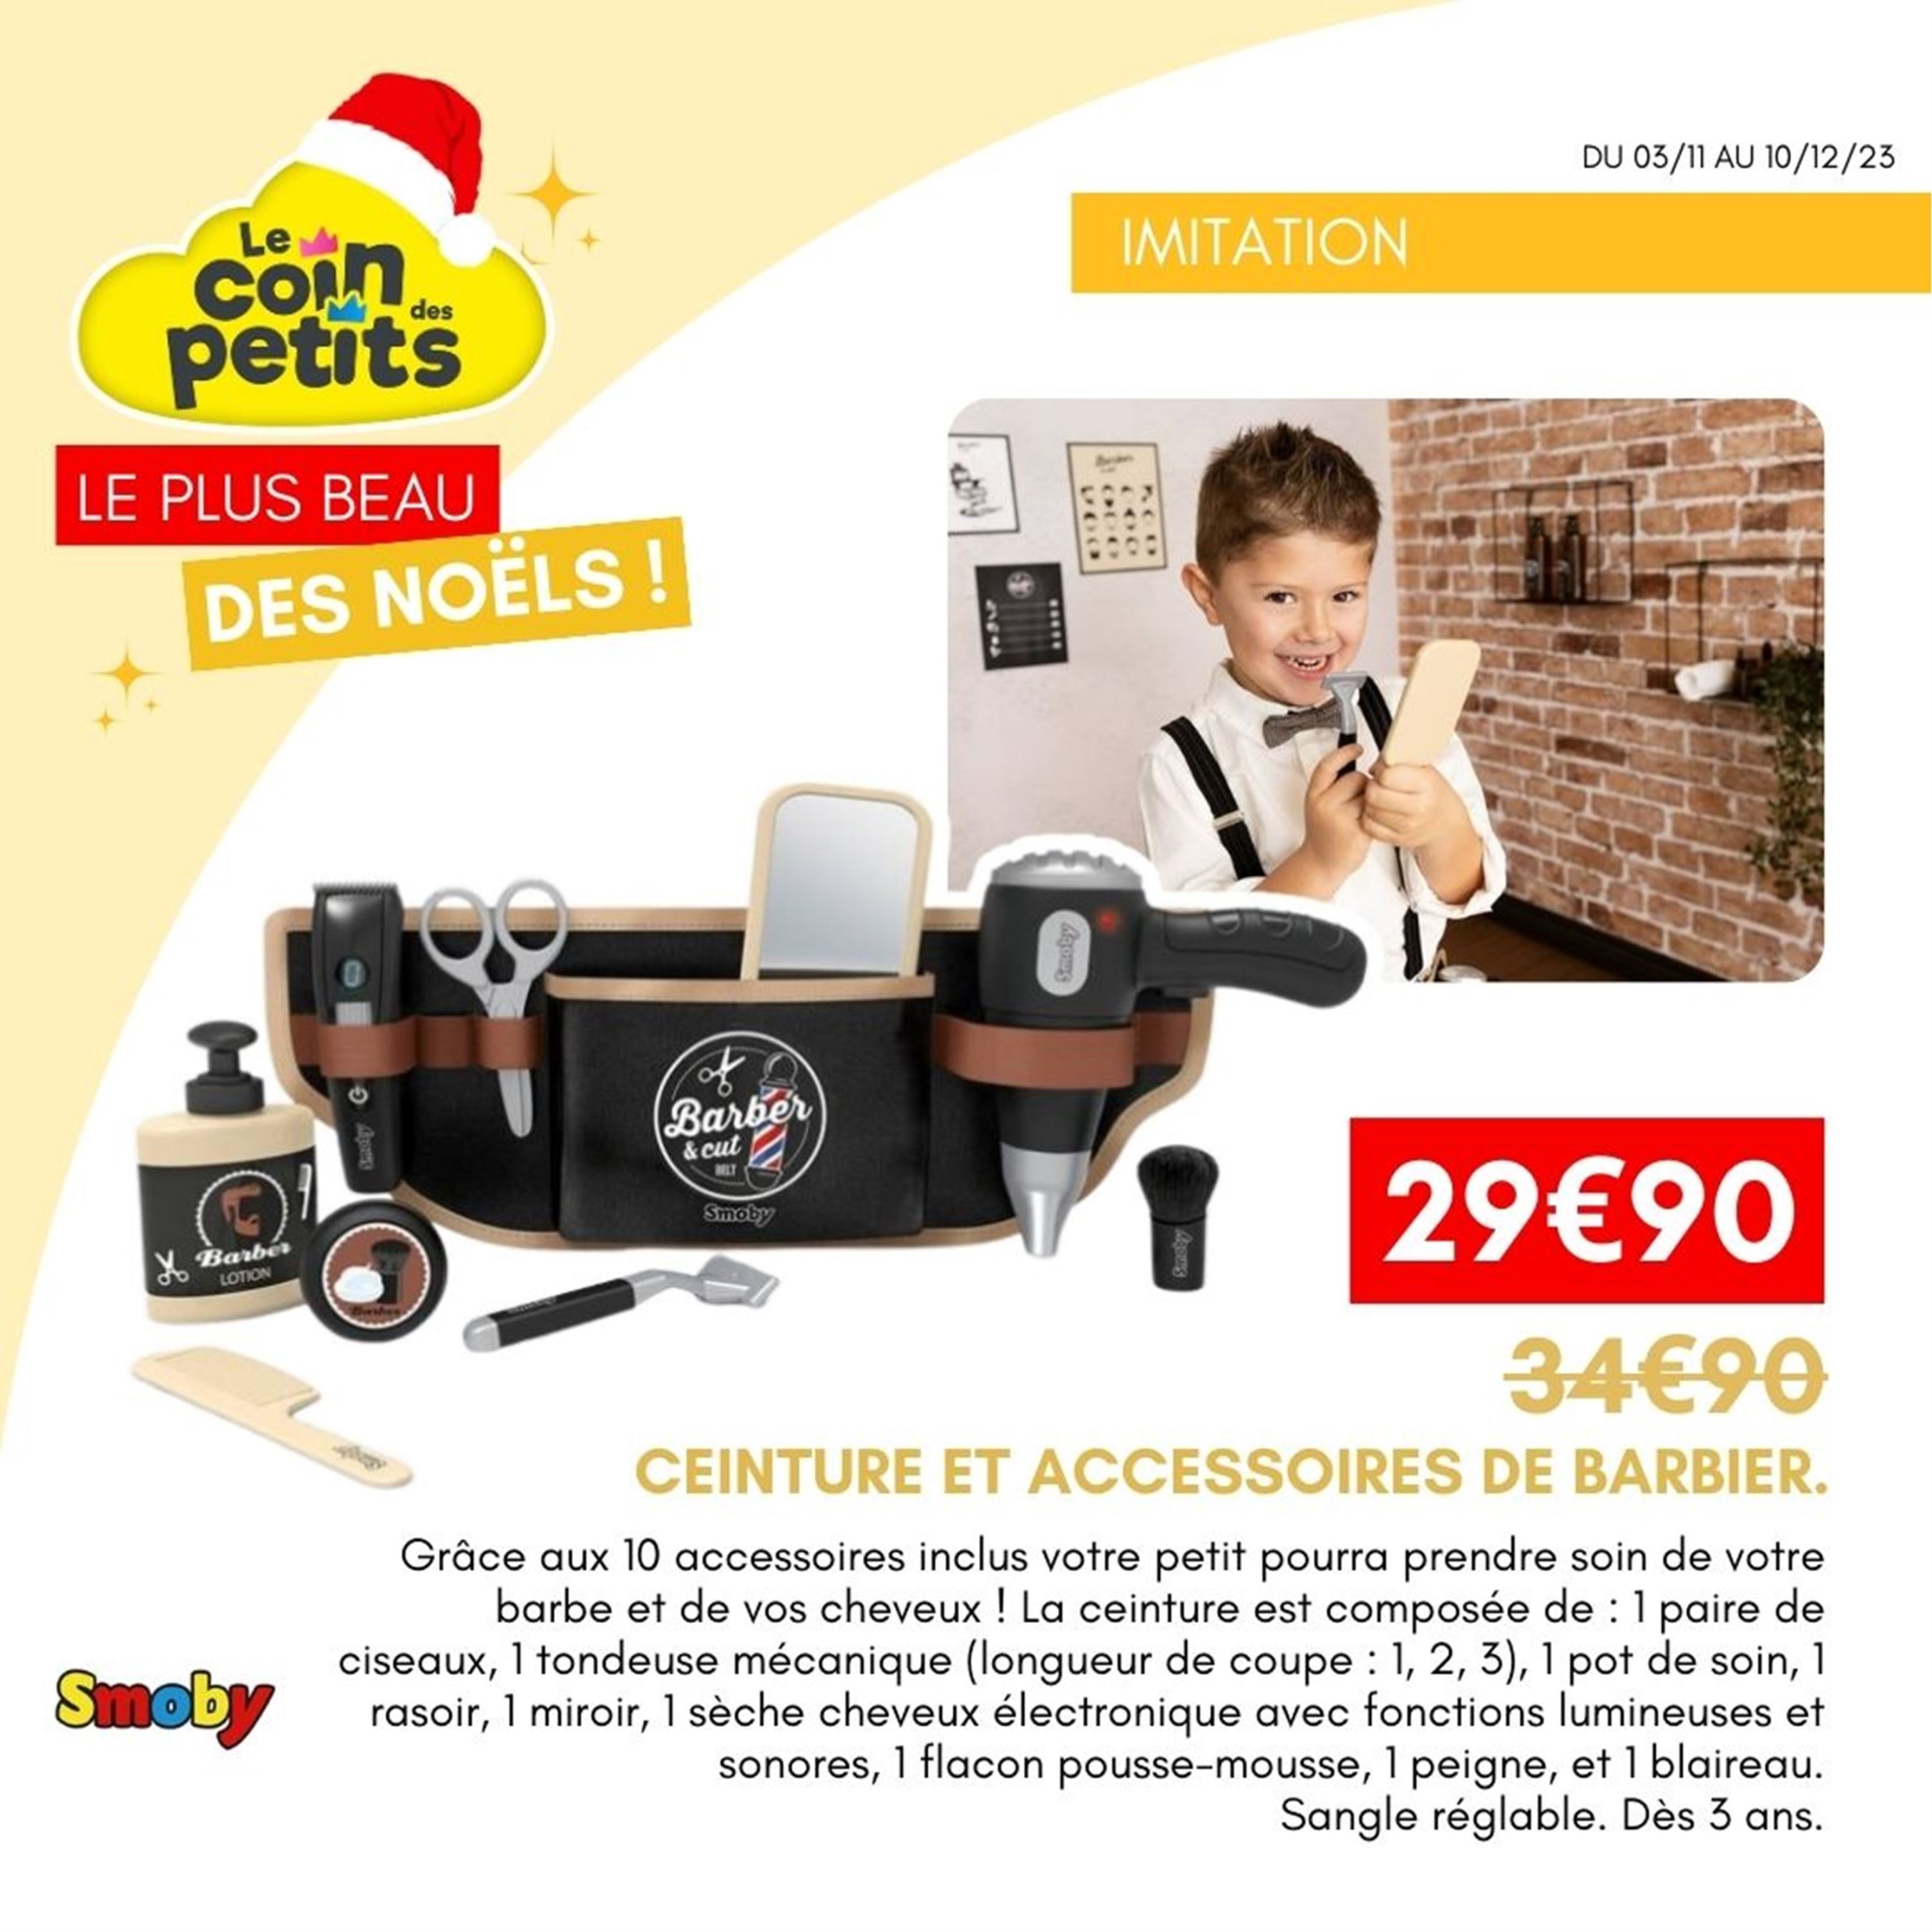 DU 03/11 AU 10/12/23
IMITATION
Le
coin
des
petits
LE PLUS BEAU
DES NOËLS !
Smoby
Barber
& cut
BELT
Smoby
Smoby
Smoby
Barber
LOTION
Barber
29€90
34€90
CEINTURE ET ACCESSOIRES DE BARBIER.
Grâce aux 10 accessoires inclus votre petit pourra prendre soin de votre
barbe et de vos cheveux ! La ceinture est composée de : 1 paire de
ciseaux, 1 tondeuse mécanique (longueur de coupe : 1, 2, 3), 1 pot de soin, 1
rasoir, 1 miroir, 1 sèche cheveux électronique avec fonctions lumineuses et
sonores, 1 flacon pousse-mousse, 1 peigne, et 1 blaireau.
Sangle réglable. Dès 3 ans.
Smoby